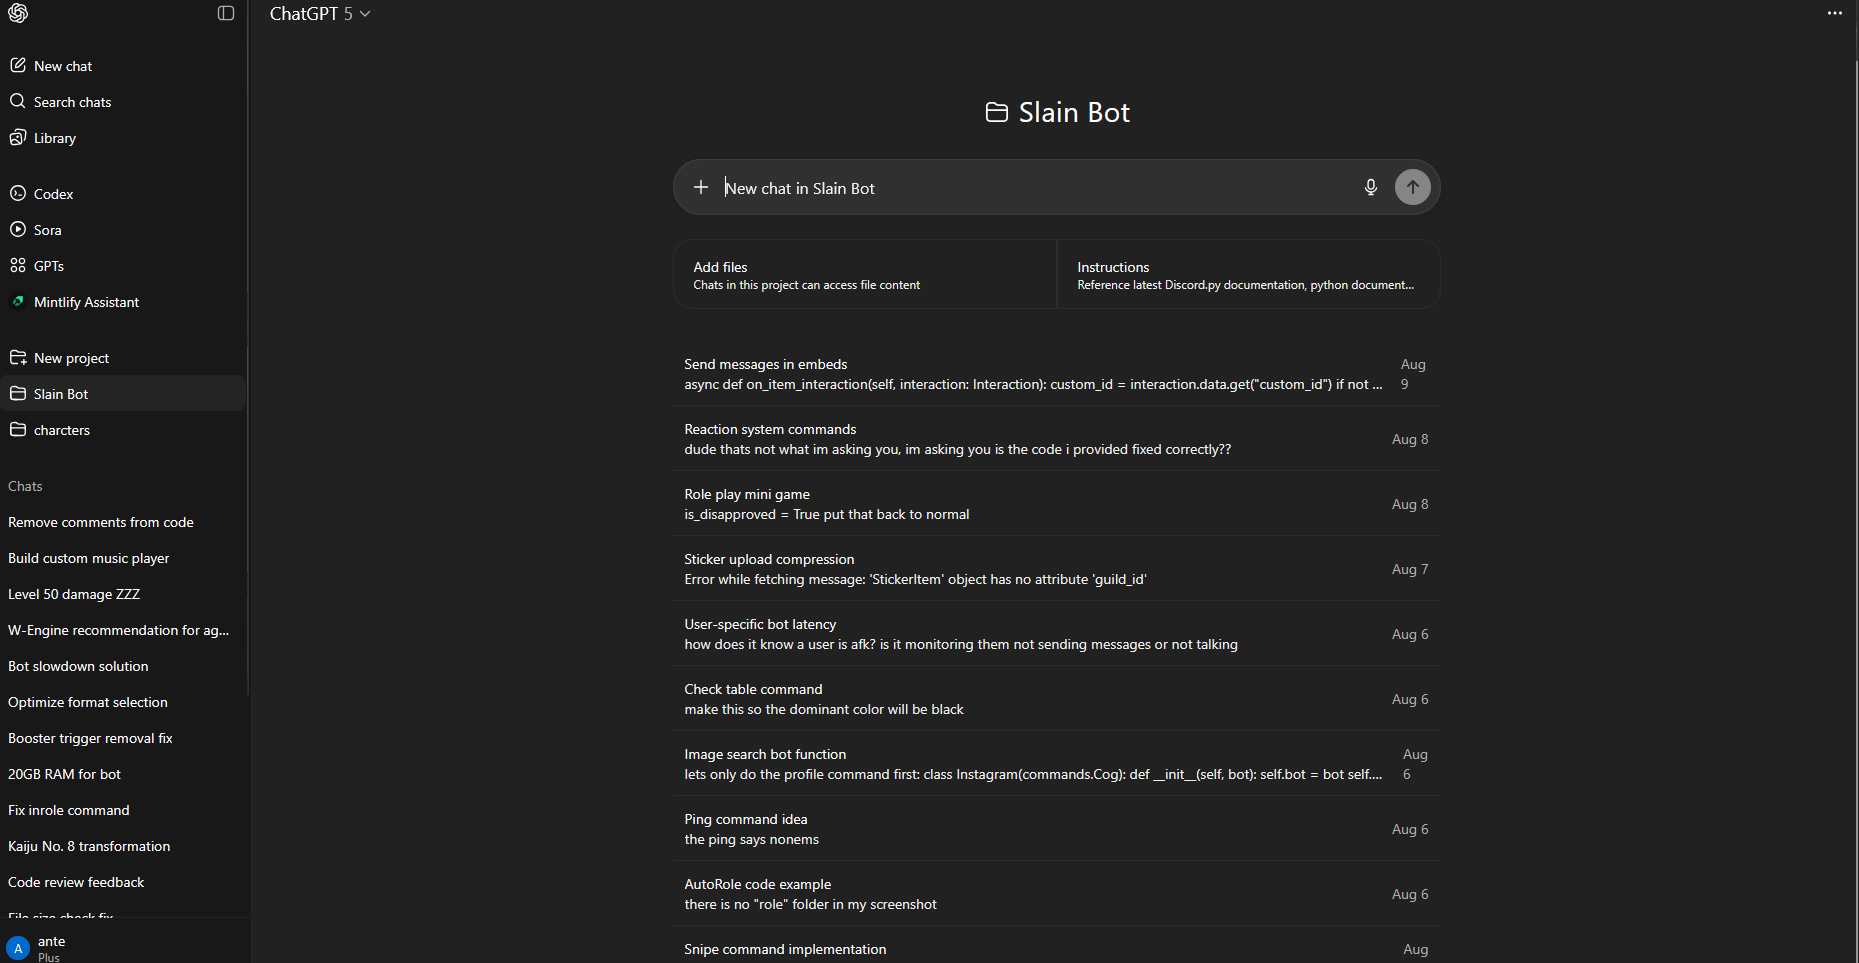 ChatGPT 5
New chat
Search chats
Library
Codex
Sora
GPTs
Mintlify Assistant
New project
Slain Bot
charcters
Chats
Remove comments from code
Build custom music player
Level 50 damage ZZZ
W-Engine recommendation for ag...
Bot slowdown solution
Optimize format selection
Booster trigger removal fix
20GB RAM for bot
Fix inrole command
Kaiju No. 8 transformation
Code review feedback
File size check fix
A
ante
Plus
Slain Bot
New chat in Slain Bot
Add files
Chats in this project can access file content
Instructions
Reference latest Discord.py documentation, python document...
Send messages in embeds
async def on_item_interaction(self, interaction: Interaction): custom_id = interaction.data.get("custom_id") if not ...
Aug
9
Reaction system commands
dude thats not what im asking you, im asking you is the code i provided fixed correctly??
Aug 8
Role play mini game
is_disapproved = True put that back to normal
Aug 8
Sticker upload compression
Error while fetching message: 'StickerItem' object has no attribute 'guild_id'
Aug 7
User-specific bot latency
how does it know a user is afk? is it monitoring them not sending messages or not talking
Aug 6
Check table command
make this so the dominant color will be black
Aug 6
Image search bot function
lets only do the profile command first: class Instagram(commands.Cog): def __init__(self, bot): self.bot = bot self....
Aug
6
Ping command idea
the ping says nonems
Aug 6
AutoRole code example
there is no "role" folder in my screenshot
Aug 6
Snipe command implementation
Aug